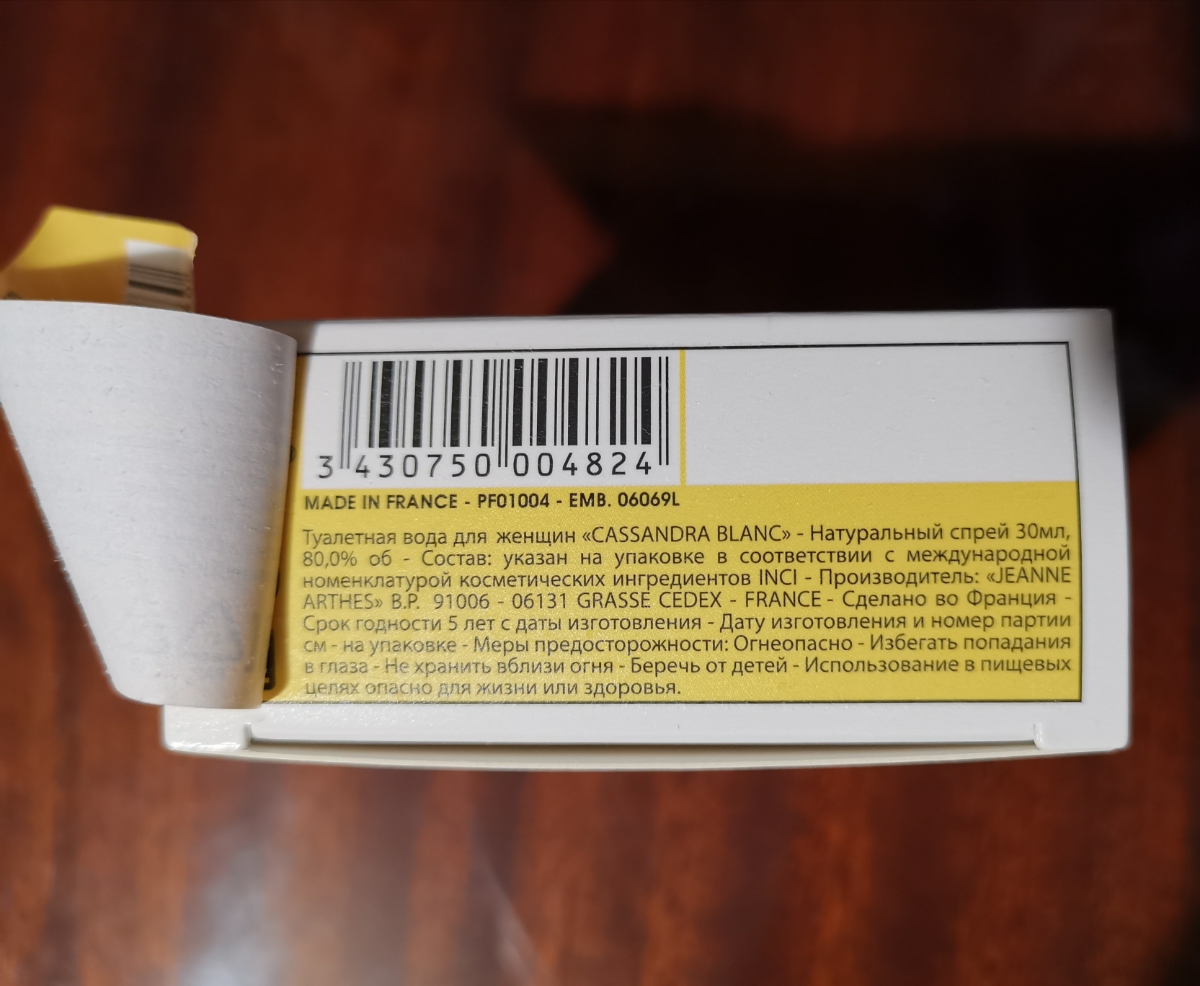 3 430750 004824
MADE IN FRANCE - PF01004 - EMB. 06069L
Туалетная вода для женщин «CASSANDRA BLANC» - Натуральный спрей 30мл,
80,0% об - Состав: указан на упаковке в соответствии с международной
номенклатурой косметических ингредиентов INCI - Производитель: «JEANNE
ARTHES» B.P. 91006 - 06131 GRASSE CEDEX - FRANCE - Сделано во Франция -
Срок годности 5 лет с даты изготовления - Дату изготовления и номер партии
см - на упаковке - Меры предосторожности: Огнеопасно - Избегать попадания
в глаза - Не хранить вблизи огня - Беречь от детей - Использование в пищевых
целях опасно для жизни или здоровья.